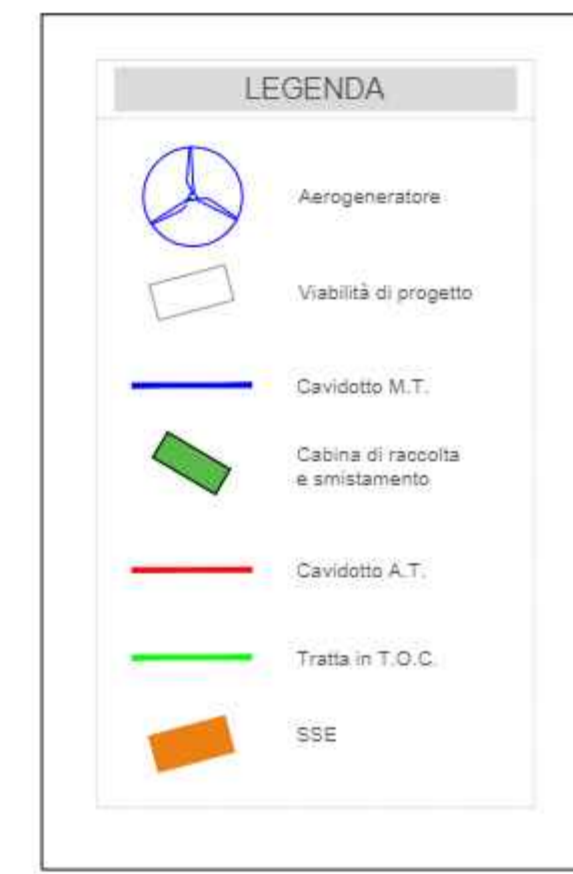 LEGENDA
Aerogeneratore
Viabilità di progetto
Cavidotto M.T.
Cabina di raccolta
e smistamento
Cavidotto A.T.
Tratta in T.O.C.
SSE